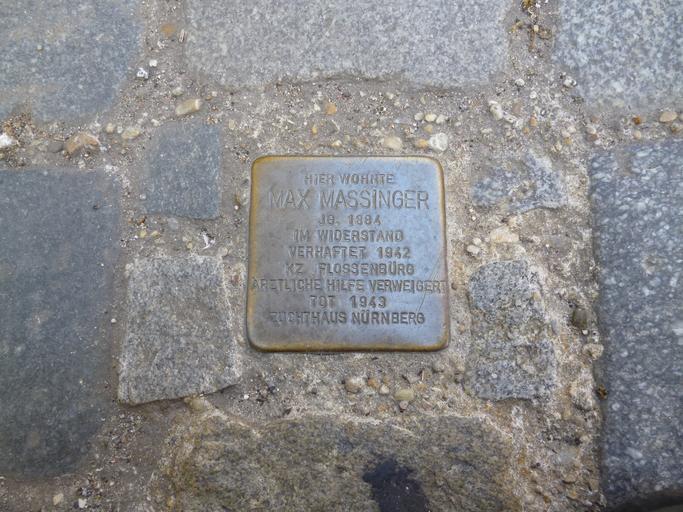 HIER WOHNTE
MAX MASSINGER
JG. 1884
IM WIDERSTAND
VERHAFTET 1942
KZ FLOSSENBÜRG
ÄRZTLICHE HILFE VERWEIGERT
TOT 1943
ZUCHTHAUS NÜRNBERG